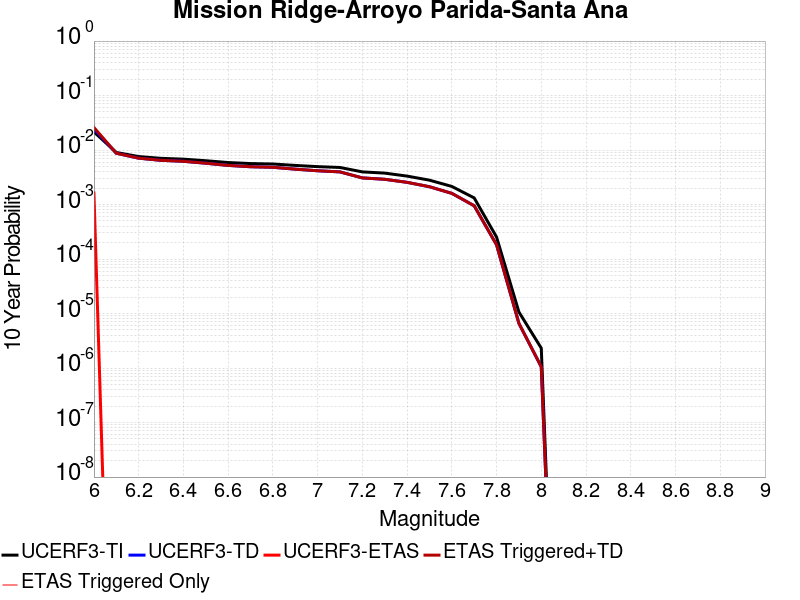 Mission Ridge-Arroyo Parida-Santa Ana
10 0
10 -1
10 -2
10 -3
10 -4
10 -5
10 -6
10 -7
10 -8
10 Year Probability
6 6.2 6.4 6.6 6.8 7 7.2 7.4 7.6 7.8 8 8.2 8.4 8.6 8.8 9
Magnitude
UCERF3-TI UCERF3-TD UCERF3-ETAS ETAS Triggered+TD
ETAS Triggered Only